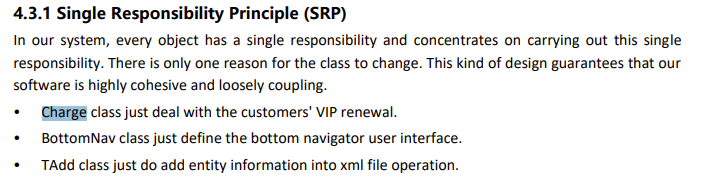 4.3.1 Single Responsibility Principle (SRP)
In our system, every object has a single responsibility and concentrates on carrying out this single
responsibility. There is only one reason for the class to change. This kind of design guarantees that our
software is highly cohesive and loosely coupling.
• Charge class just deal with the customers' VIP renewal.
• BottomNav class just define the bottom navigator user interface.
• TAdd class just do add entity information into xml file operation.